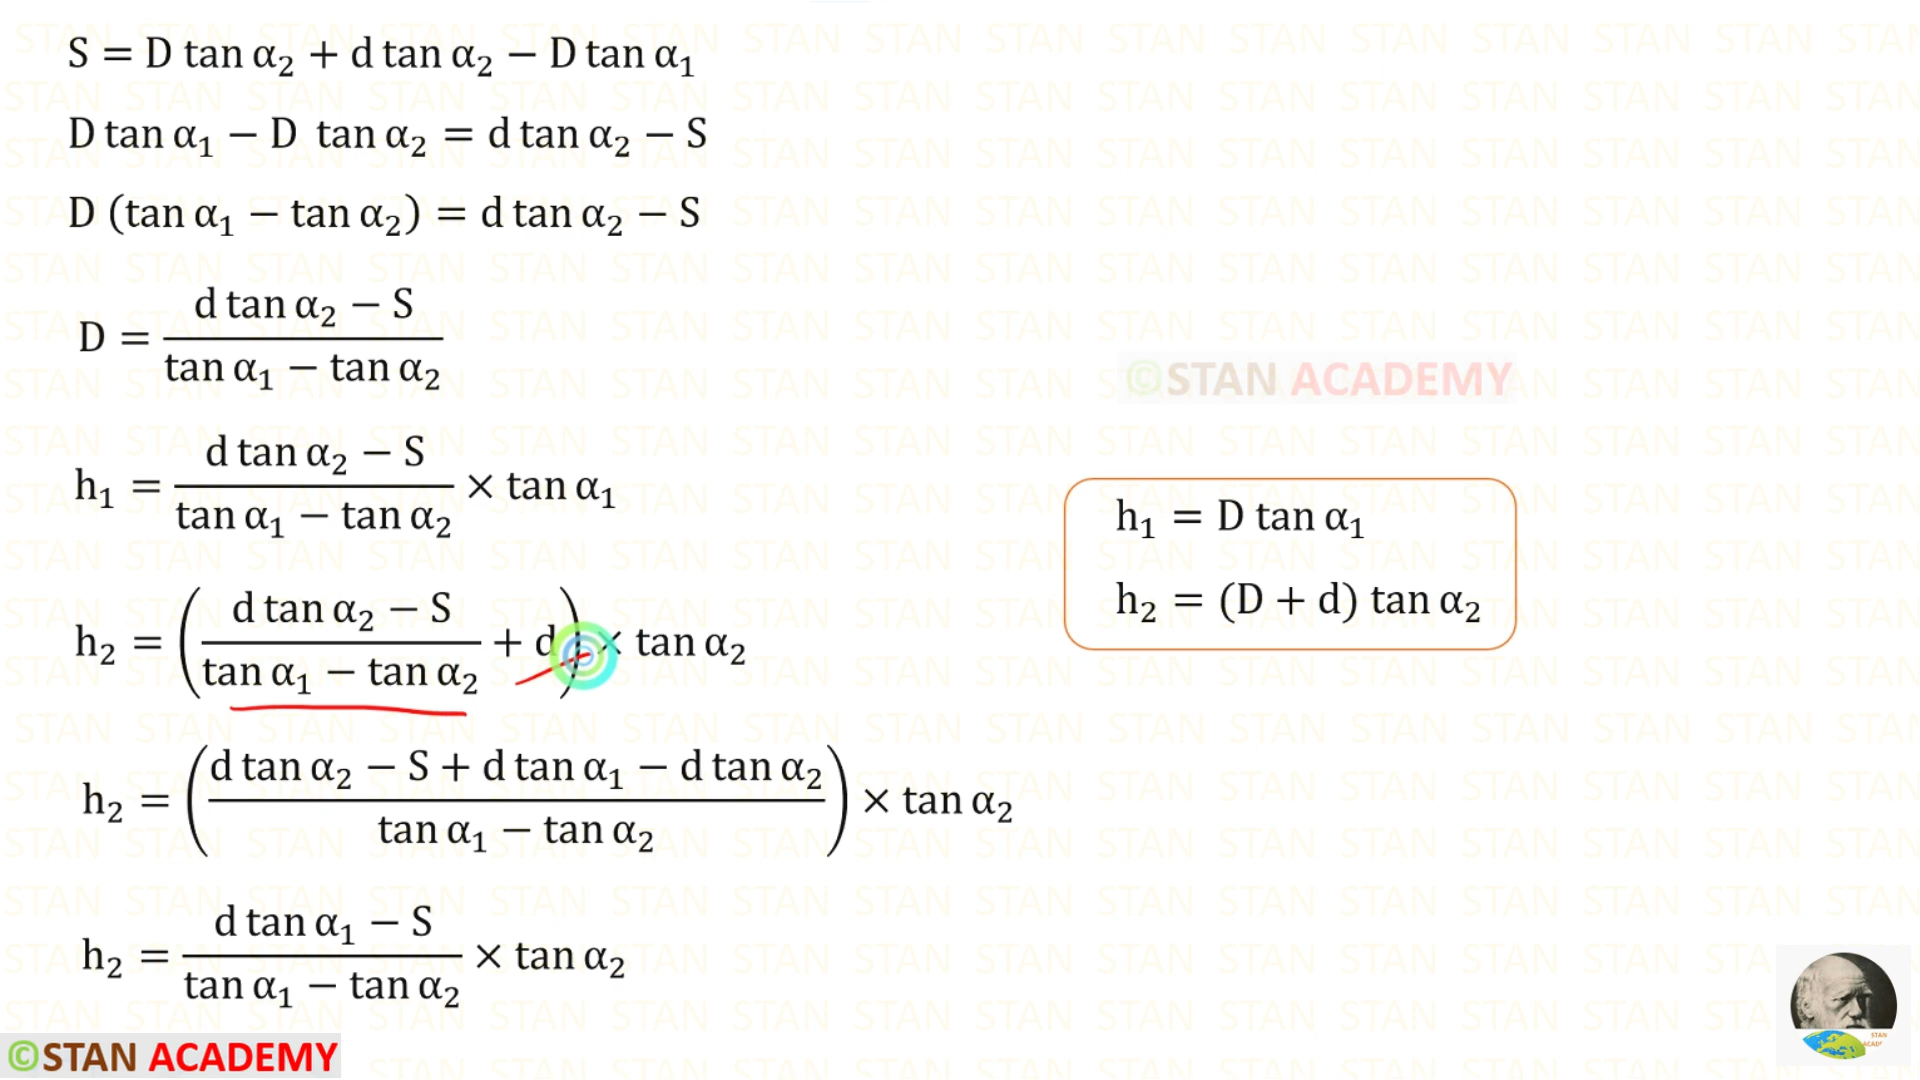 S = D tan α₂ + d tan α₂ − D tan α₁
D tan α₁ − D tan α₂ = d tan α₂ − S
D (tan α₁ − tan α₂) = d tan α₂ − S
D = (d tan α₂ − S) / (tan α₁ − tan α₂)
©STAN ACADEMY
h₁ = (d tan α₂ − S) / (tan α₁ − tan α₂) × tan α₁
h₁ = D tan α₁
h₂ = (D + d) tan α₂
h₂ = ((d tan α₂ − S) / (tan α₁ − tan α₂) + d) × tan α₂
h₂ = ((d tan α₂ − S + d tan α₁ − d tan α₂) / (tan α₁ − tan α₂)) × tan α₂
h₂ = (d tan α₁ − S) / (tan α₁ − tan α₂) × tan α₂
©STAN ACADEMY
STAN